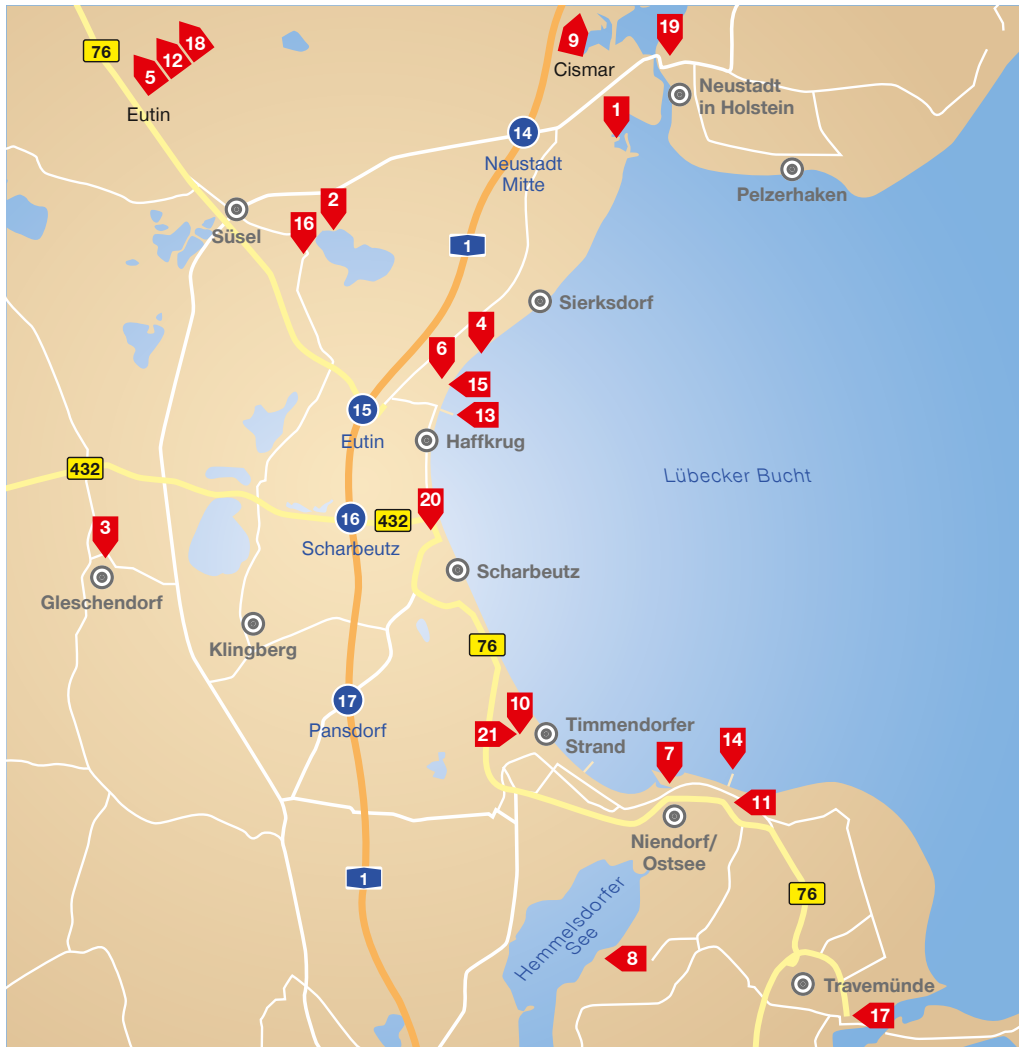 76
18
12
5
Eutin
9
Cismar
19
Neustadt
in Holstein
1
14
Neustadt
Mitte
Pelzerhaken
2
16
Süsel
1
Sierksdorf
4
6
15
13
15
Eutin
Haffkrug
432
Lübecker Bucht
20
16
432
Scharbeutz
3
Gleschendorf
Scharbeutz
Klingberg
76
17
Pansdorf
10
21
Timmendorfer
Strand
7
14
11
Niendorf/
Ostsee
1
76
Hemmelsdorfer
See
8
Travemünde
17